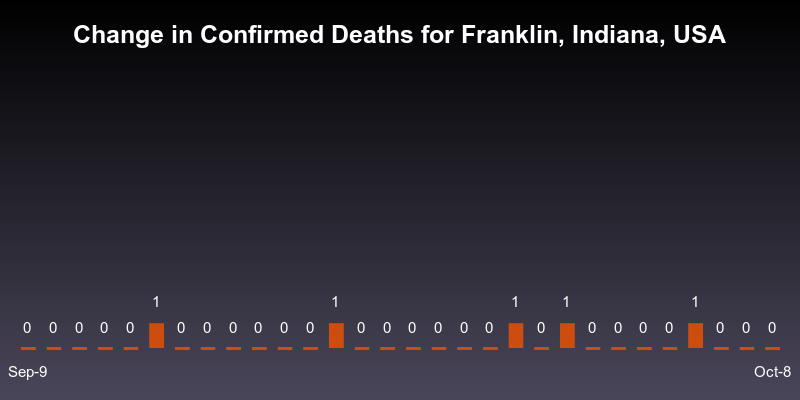 Change in Confirmed Deaths for Franklin, Indiana, USA
1 1 1 1 1
0 0 0 0 0 0 0 0 0 0 0 0 0 0 0 0 0 0 0 0 0 0 0 0 0
Sep-9 Oct-8